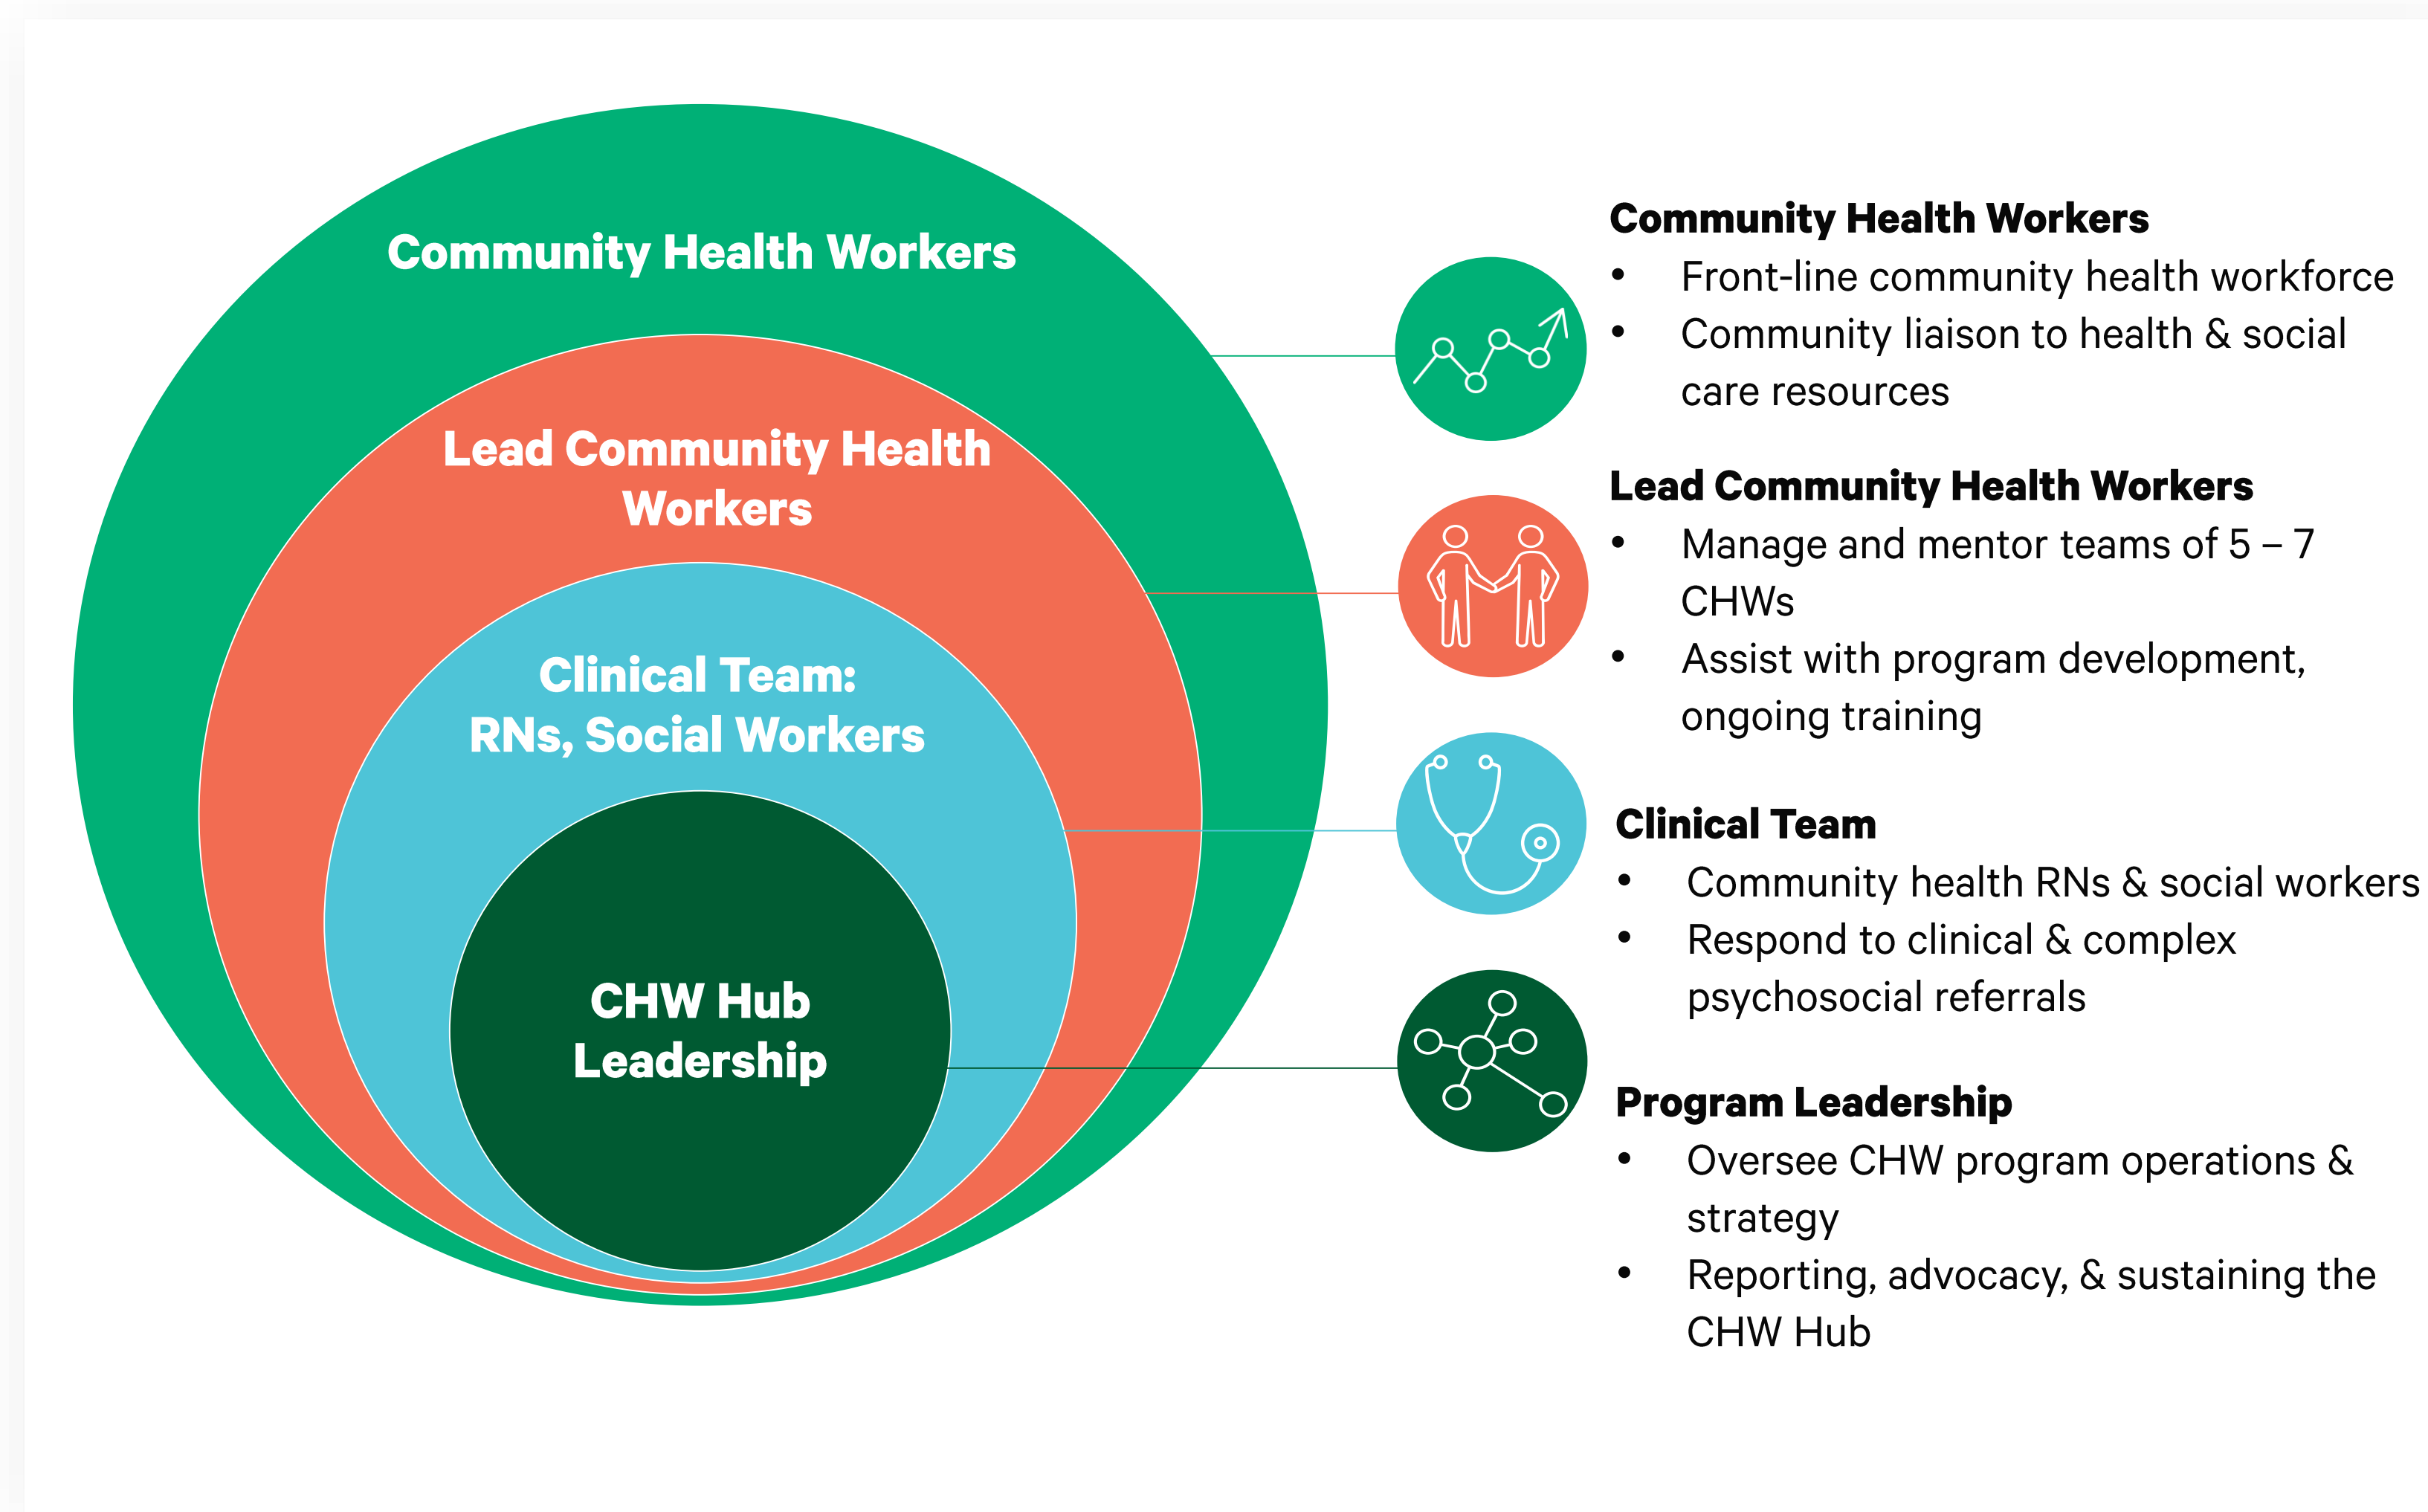 Community Health Workers
Lead Community Health
Workers
Clinical Team:
RNs, Social Workers
CHW Hub
Leadership
Community Health Workers
• Front-line community health workforce
• Community liaison to health & social
care resources
Lead Community Health Workers
• Manage and mentor teams of 5 – 7
CHWs
• Assist with program development,
ongoing training
Clinical Team
• Community health RNs & social workers
• Respond to clinical & complex
psychosocial referrals
Program Leadership
• Oversee CHW program operations &
strategy
• Reporting, advocacy, & sustaining the
CHW Hub